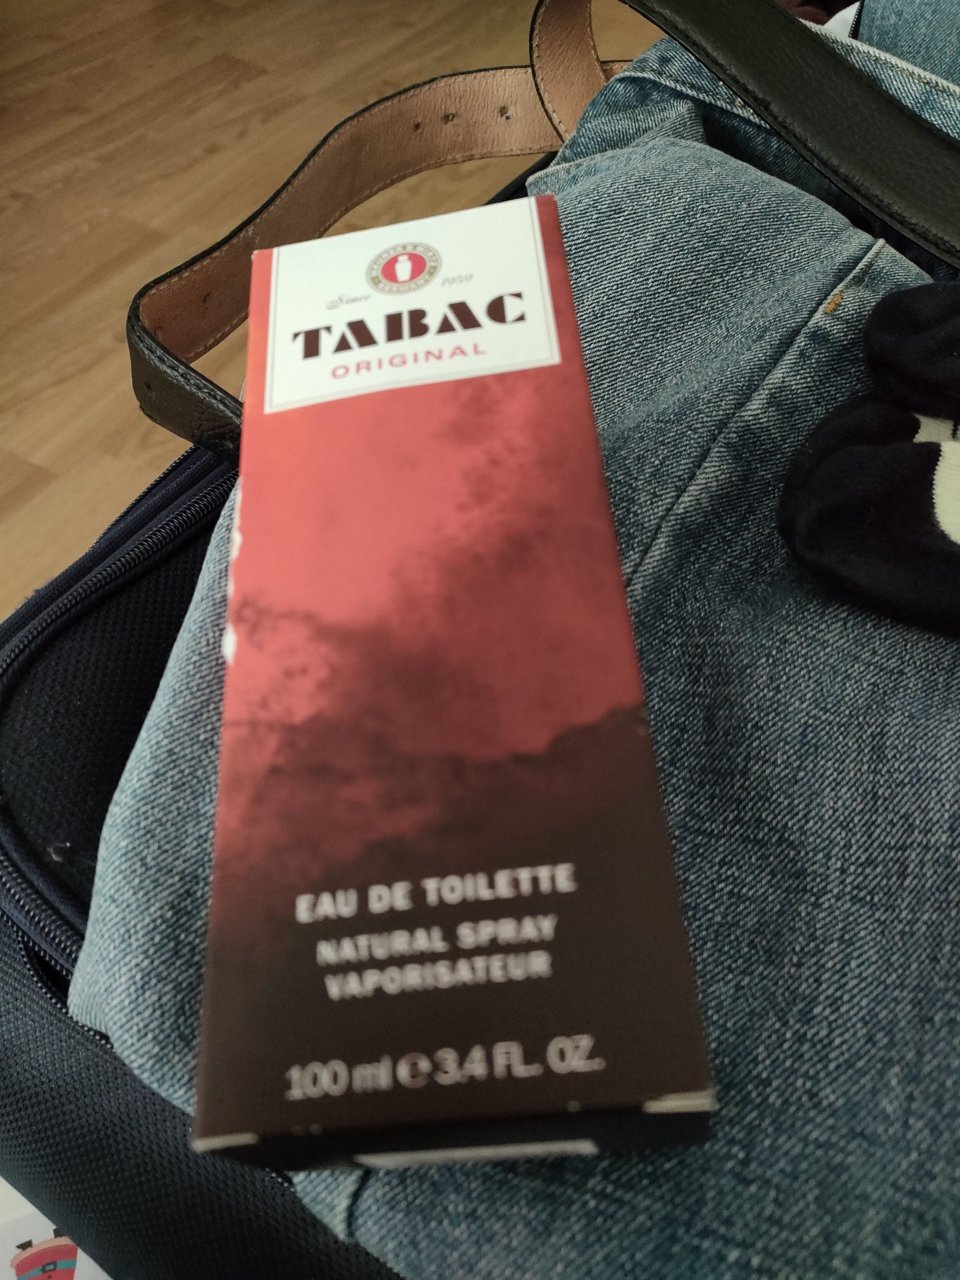 Since 1959
TABAC
ORIGINAL
EAU DE TOILETTE
NATURAL SPRAY
VAPORISATEUR
100 ml ℮ 3.4 FL. OZ.